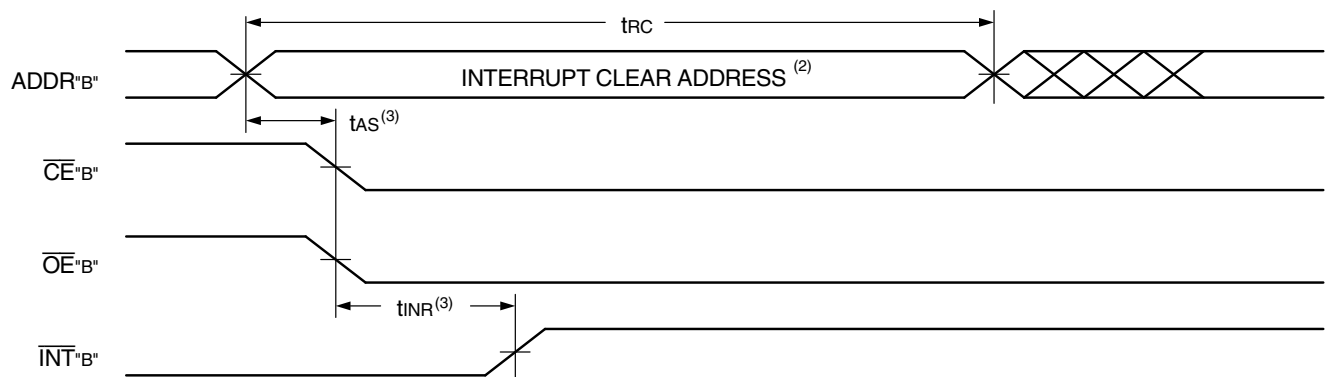 tRC
ADDR"B"
INTERRUPT CLEAR ADDRESS (2)
tAS(3)
CE"B"
OE"B"
tINR(3)
INT"B"